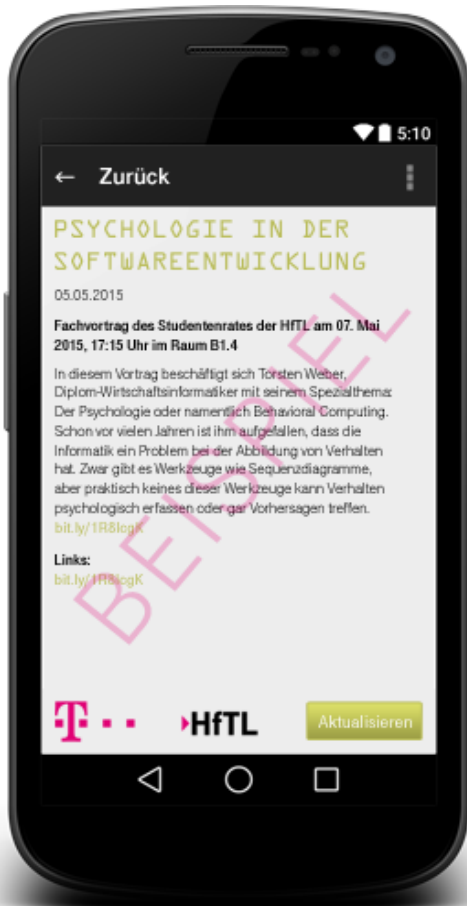 5:10
← Zurück
PSYCHOLOGIE IN DER
SOFTWAREENTWICKLUNG
05.05.2015
Fachvortrag des Studentenrates der HfTL am 07. Mai
2015, 17:15 Uhr im Raum B1.4
In diesem Vortrag beschäftigt sich Torsten Weber,
Diplom-Wirtschaftsinformatiker mit seinem Spezialthema:
Der Psychologie oder namentlich Behavioral Computing.
Schon vor vielen Jahren ist ihm aufgefallen, dass die
Informatik ein Problem bei der Abbildung von Verhalten
hat. Zwar gibt es Werkzeuge wie Sequenzdiagramme,
aber praktisch keines dieser Werkzeuge kann Verhalten
psychologisch erfassen oder gar Vorhersagen treffen.
bit.ly/1R8logK
Links:
bit.ly/1R8logK
BEISPIEL
T
HfTL
Aktualisieren